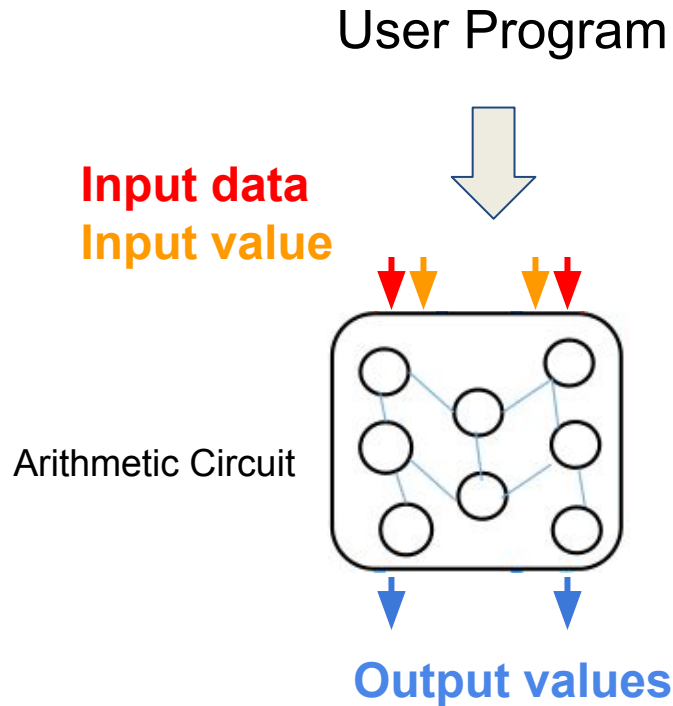 User Program
Input data
Input value
Arithmetic Circuit
Output values